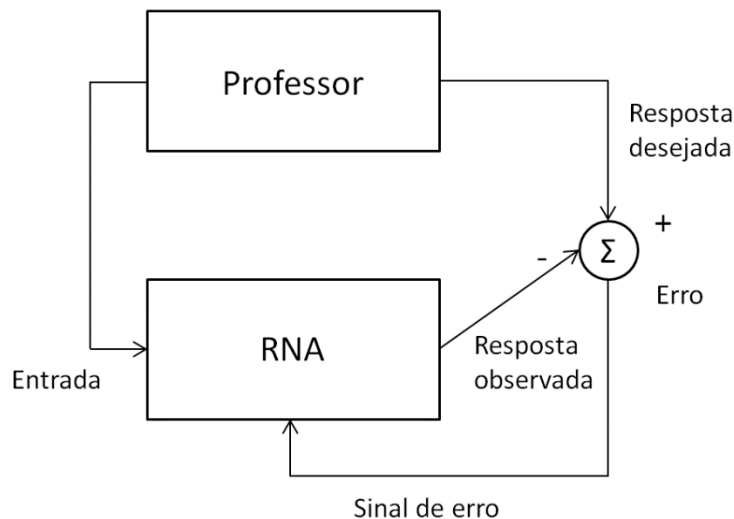 Professor
Resposta
desejada
+
-
Σ
Erro
RNA
Resposta
observada
Entrada
Sinal de erro